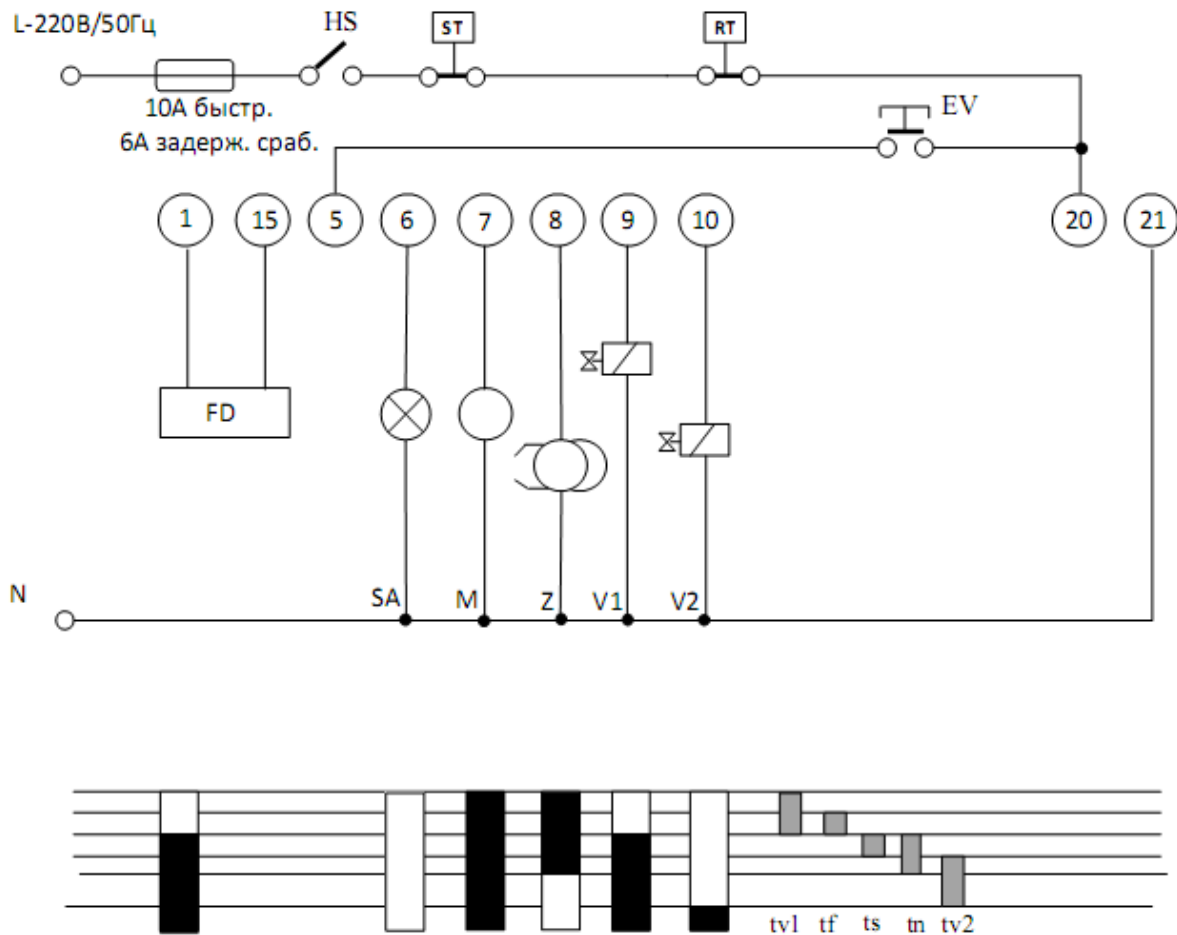 L-220В/50Гц
HS
ST
RT
10А быстр.
6А задерж. сраб.
EV
1 15 5 6 7 8 9 10 20 21
FD
N
SA M Z V1 V2
tv1 tf ts tn tv2